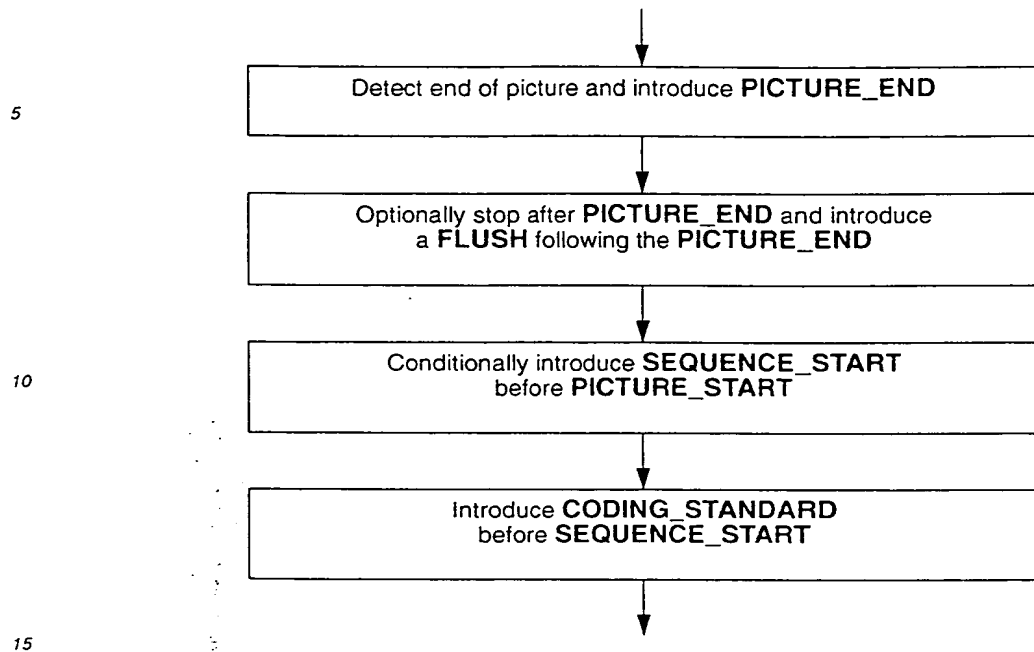 Detect end of picture and introduce PICTURE_END
5
Optionally stop after PICTURE_END and introduce
a FLUSH following the PICTURE_END
Conditionally introduce SEQUENCE_START
10
before PICTURE_START
Introduce CODING_STANDARD
before SEQUENCE_START
15